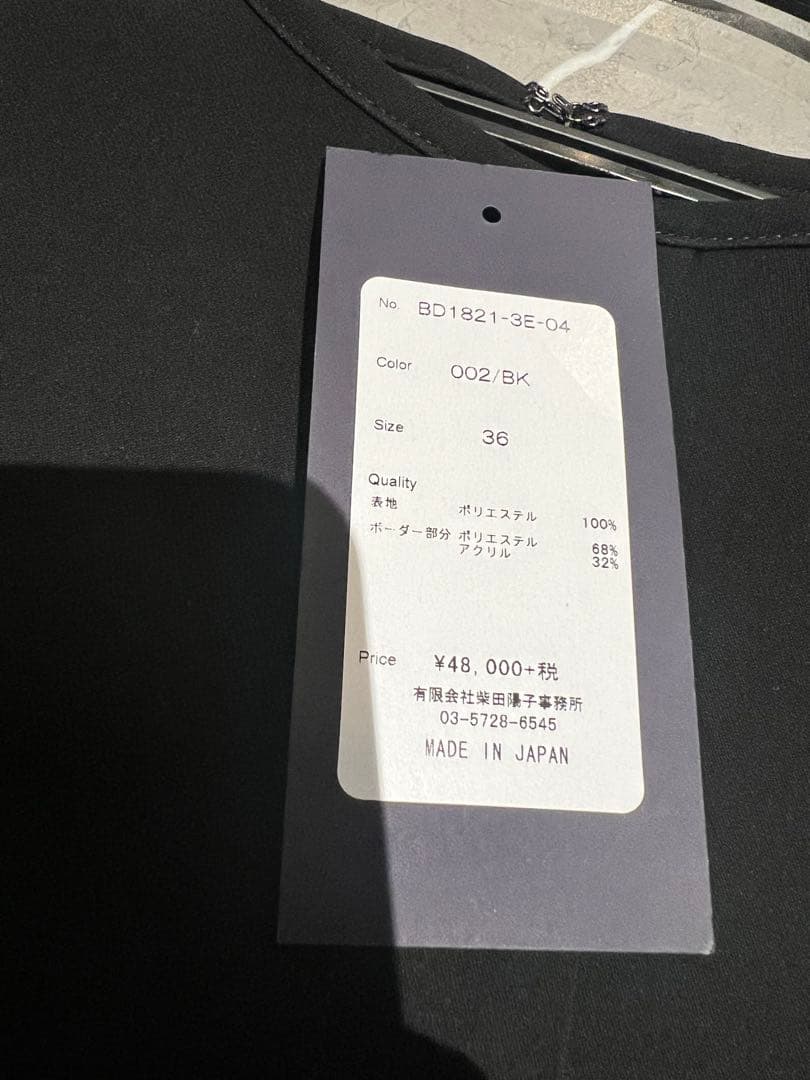 No. BD1821-3E-04
Color 002/BK
Size 36
Quality
表地 ポリエステル 100%
ボーダー部分 ポリエステル 68%
アクリル 32%
Price ¥48,000+税
有限会社柴田陽子事務所
03-5728-6545
MADE IN JAPAN